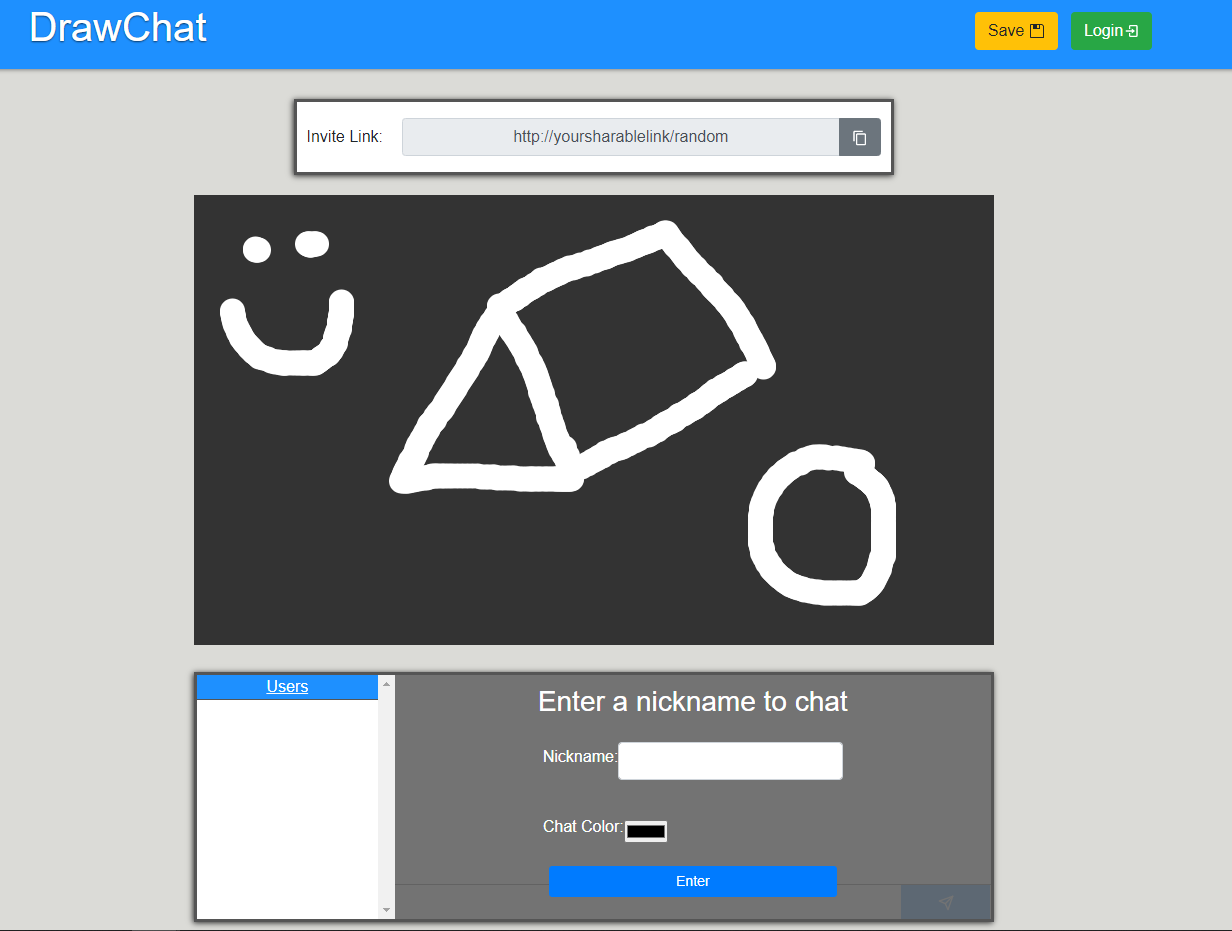 DrawChat
Save
Login
Invite Link:
http://yoursharablelink/random
Users
Enter a nickname to chat
Nickname:
Chat Color:
Enter